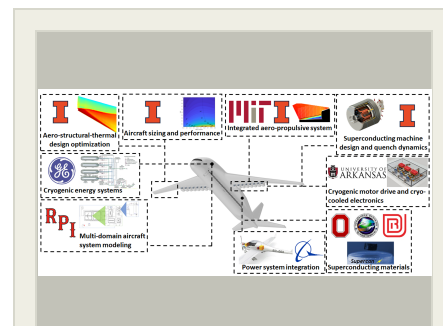 MIT
Aero-structural-thermal
design optimization
Aircraft sizing and performance
Integrated aero-propulsive system
Superconducting machine
design and quench dynamics
Cryogenic energy systems
UNIVERSITY OF
ARKANSAS
Cryogenic motor drive and cryo-
cooled electronics
RPI
Multi-domain aircraft
system modeling
Power system integration
Supercon
Superconducting materials